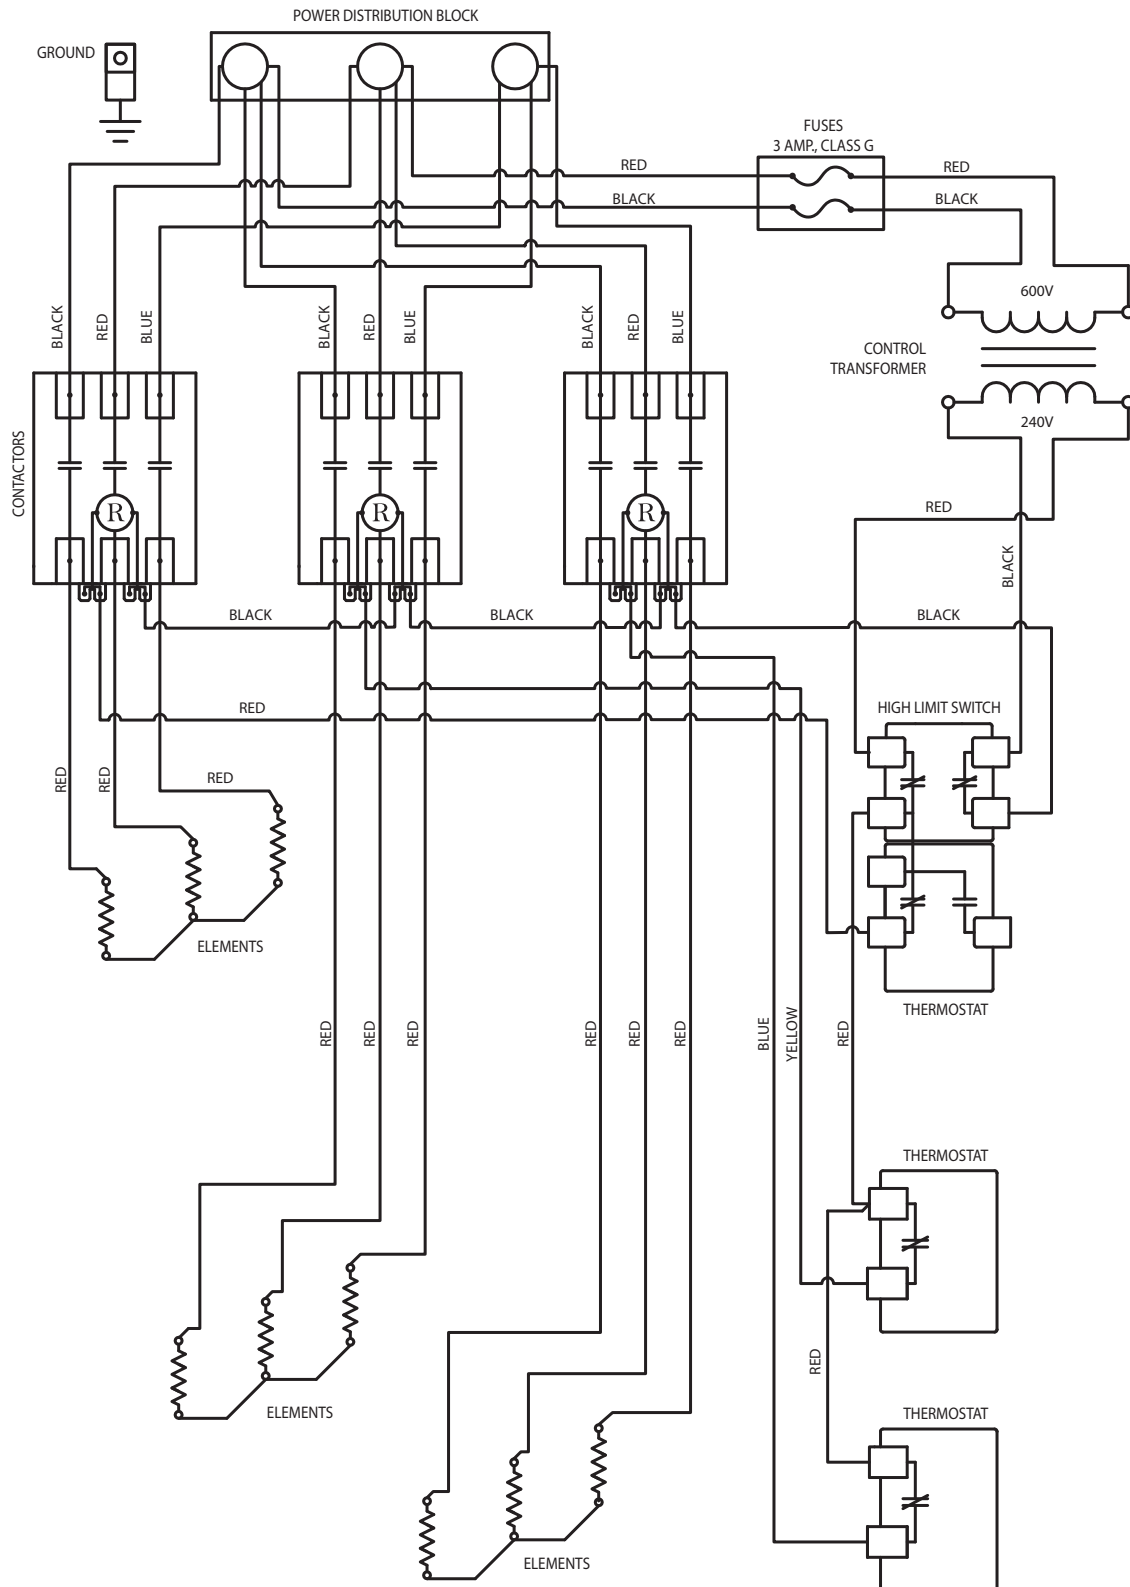 POWER DISTRIBUTION BLOCK
GROUND
FUSES
3 AMP., CLASS G
RED
RED
BLACK
BLACK
BLACK
RED
BLUE
BLACK
RED
BLUE
BLACK
RED
BLUE
600V
CONTROL
TRANSFORMER
240V
CONTACTORS
R
R
R
RED
BLACK
BLACK
BLACK
BLACK
RED
HIGH LIMIT SWITCH
RED
RED
RED
ELEMENTS
THERMOSTAT
RED
RED
RED
RED
RED
RED
BLUE
YELLOW
RED
THERMOSTAT
RED
ELEMENTS
THERMOSTAT
ELEMENTS